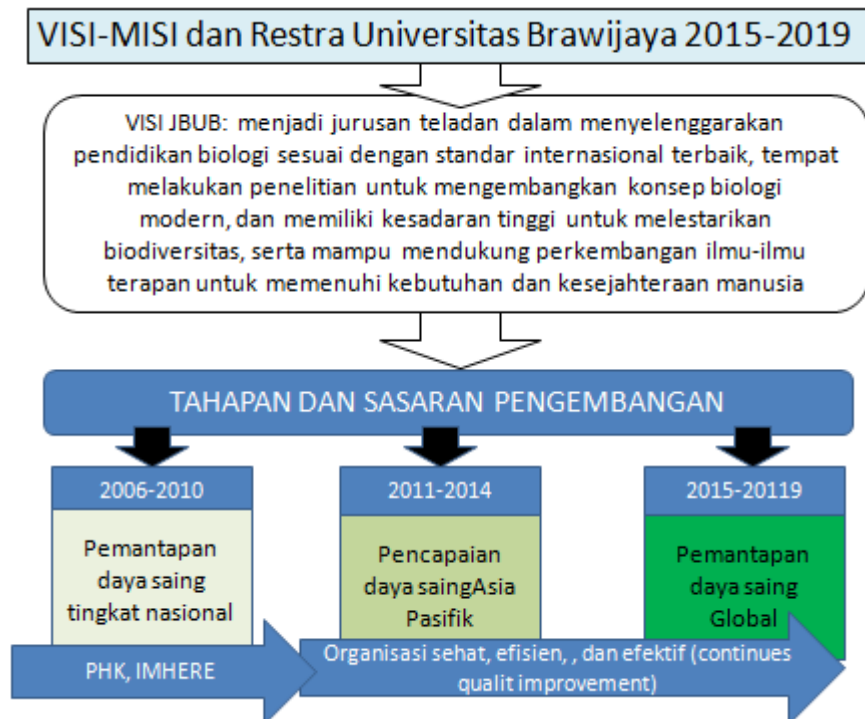 VISI-MISI dan Restra Universitas Brawijaya 2015-2019
VISI JBUB: menjadi jurusan teladan dalam menyelenggarakan
pendidikan biologi sesuai dengan standar internasional terbaik, tempat
melakukan penelitian untuk mengembangkan konsep biologi
modern, dan memiliki kesadaran tinggi untuk melestarikan
biodiversitas, serta mampu mendukung perkembangan ilmu-ilmu
terapan untuk memenuhi kebutuhan dan kesejahteraan manusia
TAHAPAN DAN SASARAN PENGEMBANGAN
2006-2010
Pemantapan
daya saing
tingkat nasional
2011-2014
Pencapaian
daya saingAsia
Pasifik
2015-20119
Pemantapan
daya saing
Global
PHK, IMHERE
Organisasi sehat, efisien, , dan efektif (continues
qualit improvement)